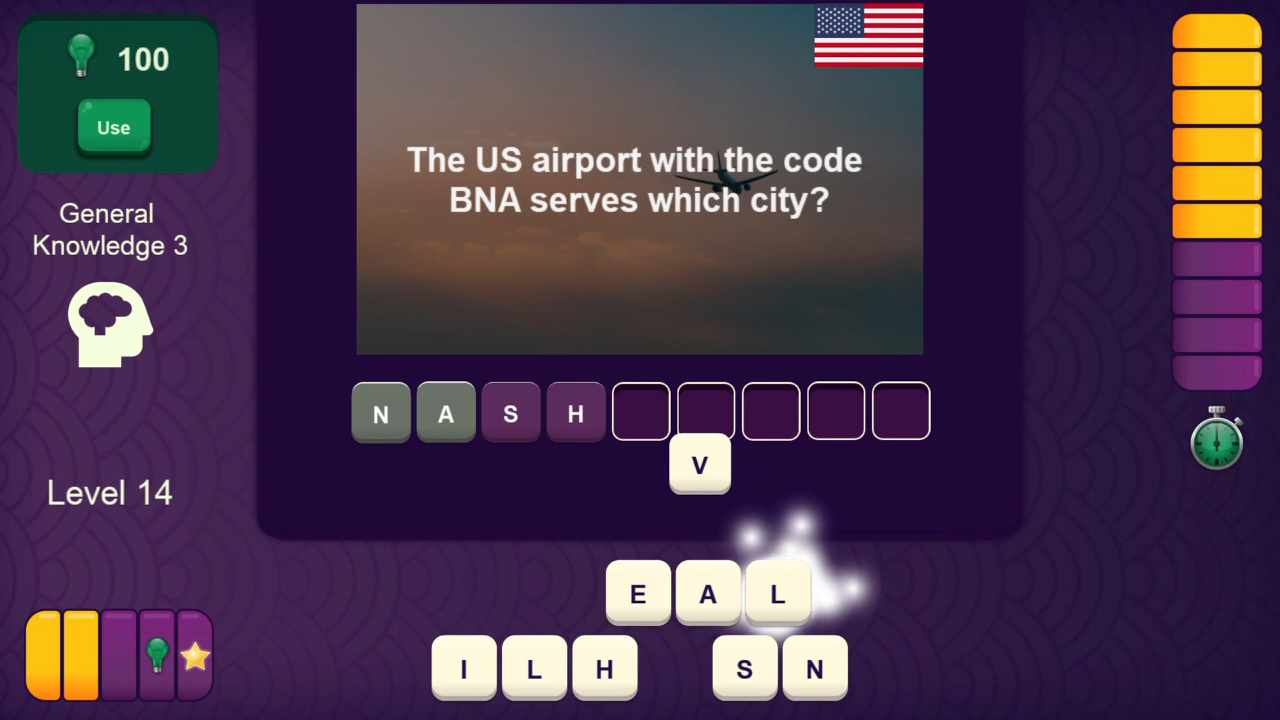 100
Use
General
Knowledge 3
Level 14
The US airport with the code
BNA serves which city?
N A S H
V
E A L
I L H S N